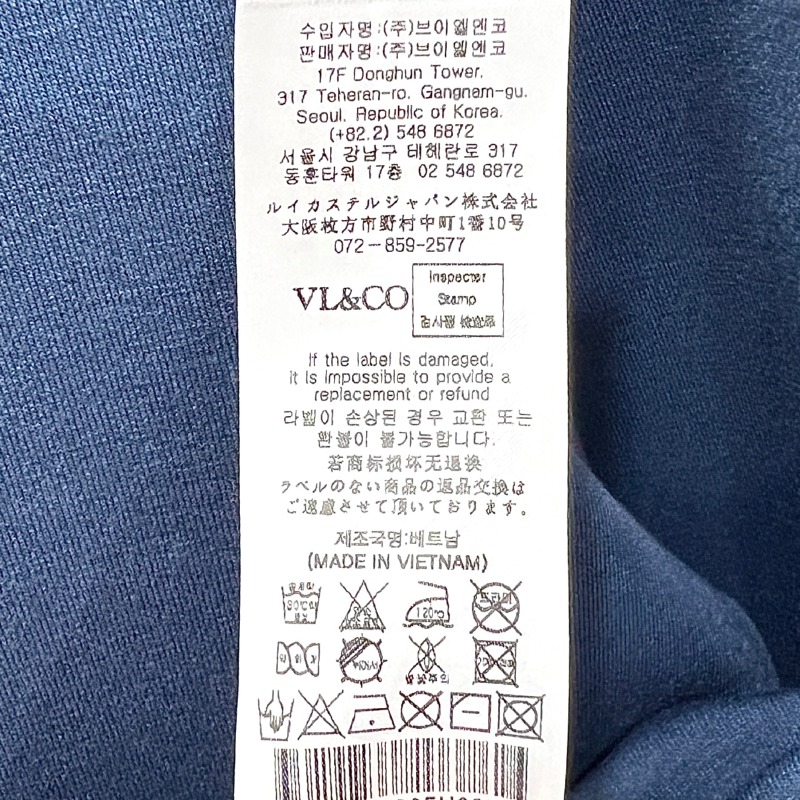 수입자명:(주)브이엘엔코
판매자명:(주)브이엘엔코
17F Donghun Tower,
317 Teheran-ro, Gangnam-gu,
Seoul, Republic of Korea.
(+82.2) 548 6872
서울시 강남구 테헤란로 317
동훈타워 17층 02 548 6872
ルイカステルジャパン株式会社
大阪枚方市野村中町1番10号
072-859-2577
VL&CO
Inspecter
Stamp
검사필
If the label is damaged,
it is impossible to provide a
replacement or refund
라벨이 손상된 경우 교환 또는
환불이 불가능합니다.
若商标损坏无退换
ラベルのない商品の返品交換は
ご遠慮させて頂いております。
제조국명:베트남
(MADE IN VIETNAM)
30℃
120℃
드라이